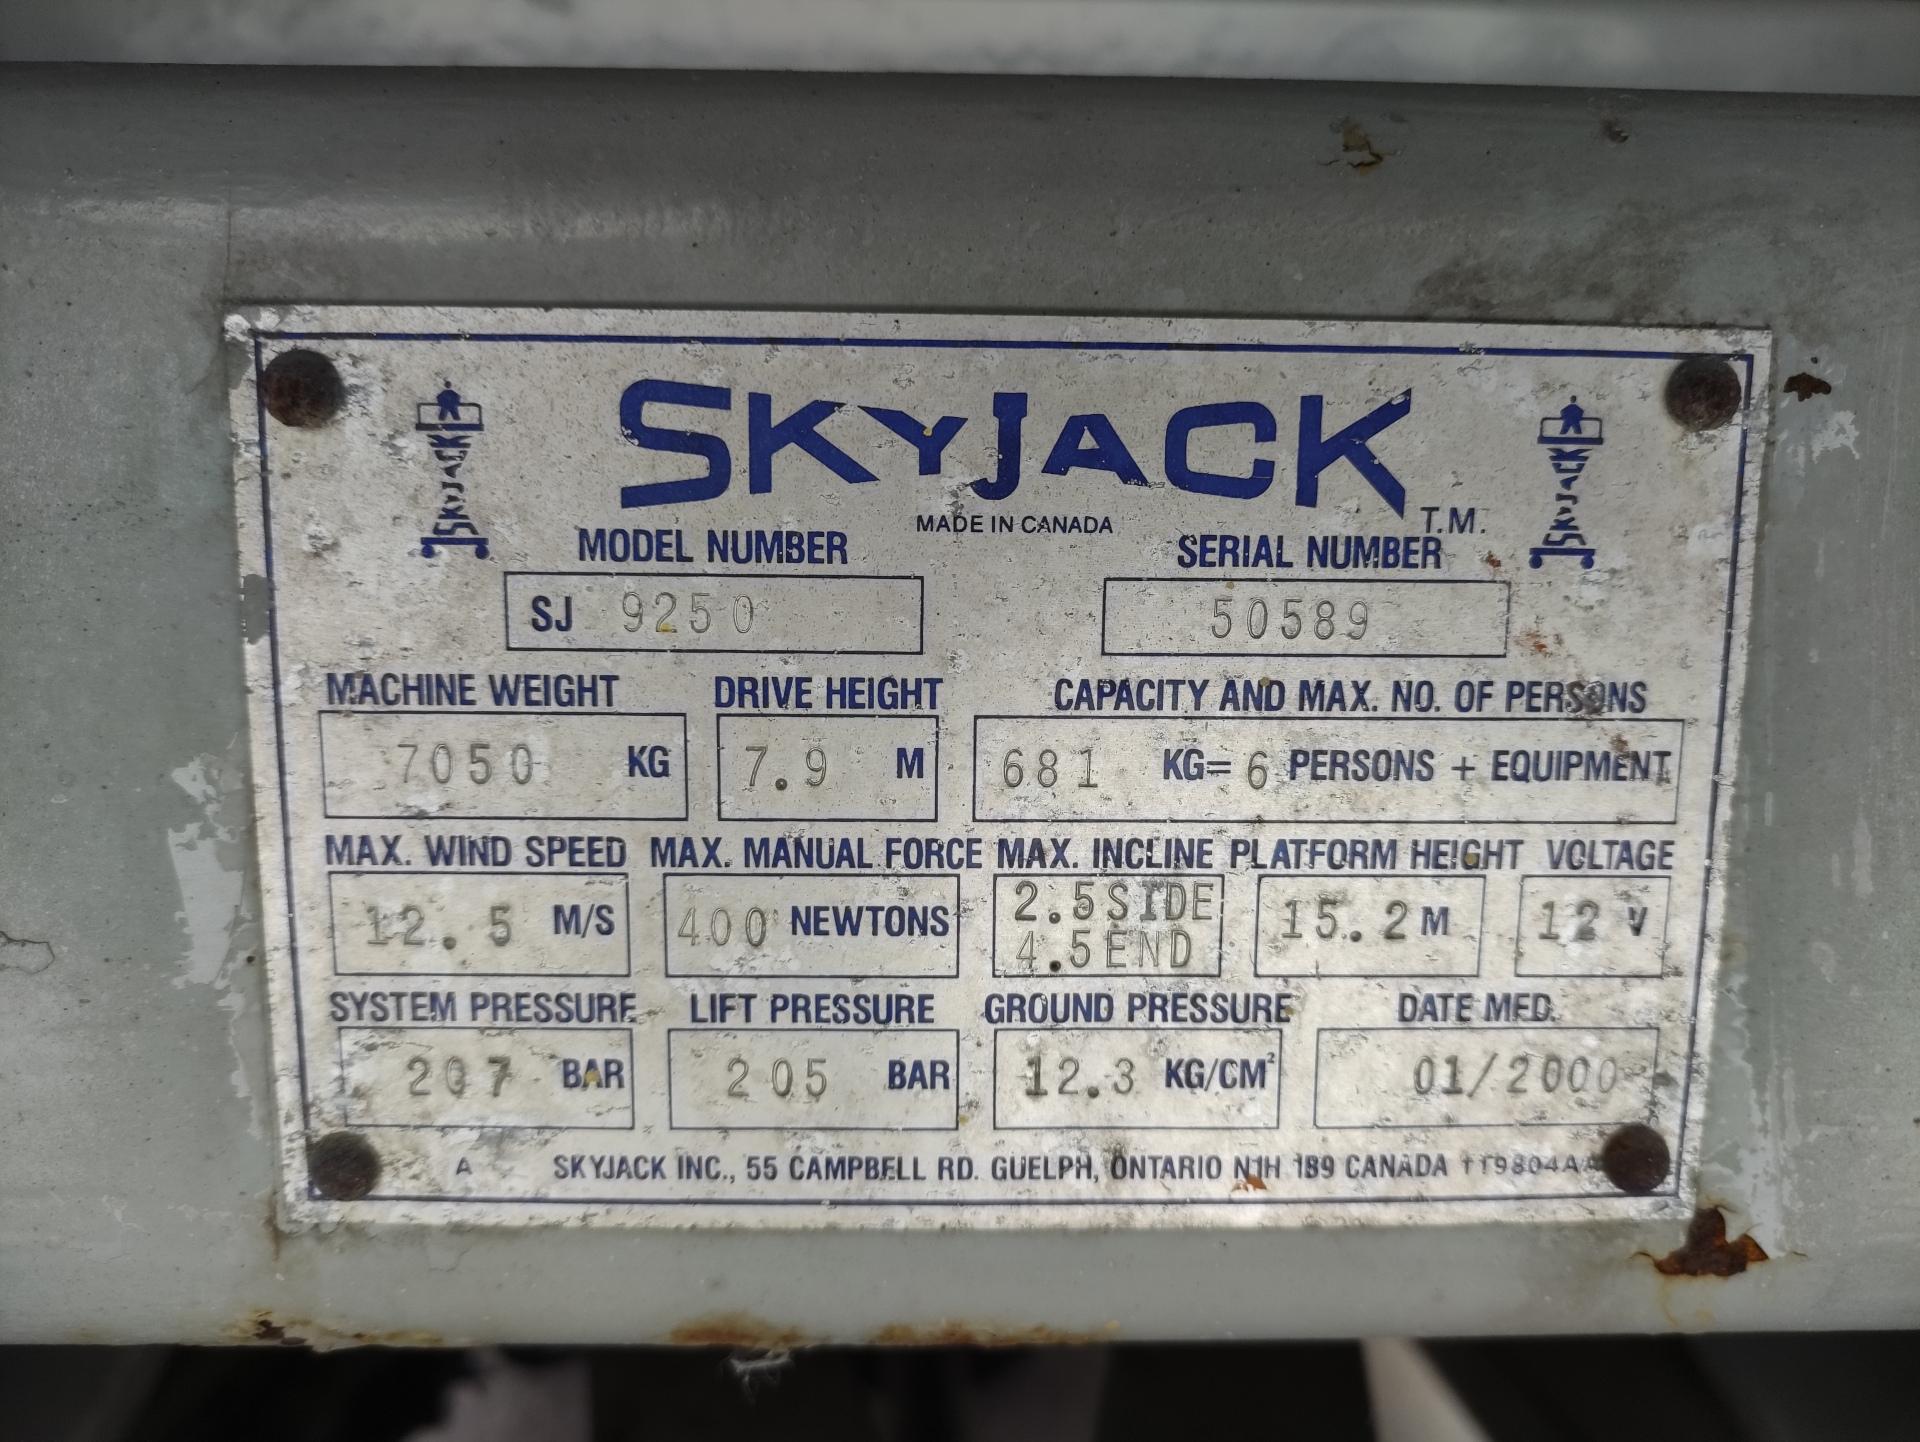 SKYJACK
T.M.
MADE IN CANADA
MODEL NUMBER
SERIAL NUMBER
SJ 9250
50589
MACHINE WEIGHT DRIVE HEIGHT CAPACITY AND MAX. NO. OF PERSONS
7050 KG 7.9 M 681 KG= 6 PERSONS + EQUIPMENT
MAX. WIND SPEED MAX. MANUAL FORCE MAX. INCLINE PLATFORM HEIGHT VOLTAGE
12.5 M/S 400 NEWTONS 2.5SIDE 15.2 M 12 V
4.5END
SYSTEM PRESSURE LIFT PRESSURE GROUND PRESSURE DATE MFD.
207 BAR 205 BAR 12.3 KG/CM² 01/2000
A SKYJACK INC., 55 CAMPBELL RD. GUELPH, ONTARIO N1H 1B9 CANADA
SKYJACK
SKYJACK